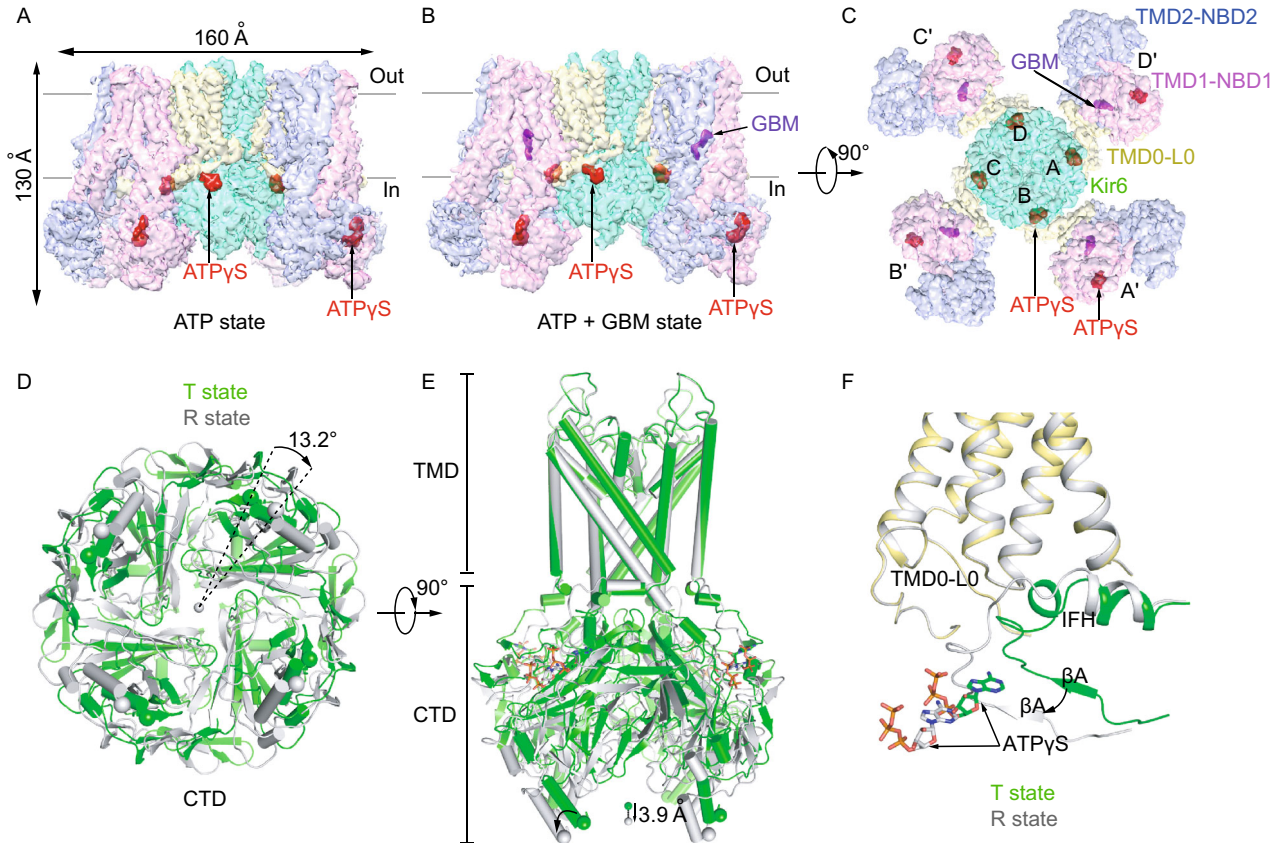 A
160 Å
130 Å
Out
In
ATPγS
ATPγS
ATP state
B
Out
GBM
In
ATPγS
ATPγS
ATP + GBM state
90°
C
TMD2-NBD2
C'
D'
GBM
TMD1-NBD1
D
TMD0-L0
C
A
Kir6
B
B'
A'
ATPγS
ATPγS
D
T state
R state
13.2°
CTD
90°
E
TMD
CTD
3.9 Å
F
TMD0-L0
IFH
βA
βA
ATPγS
T state
R state